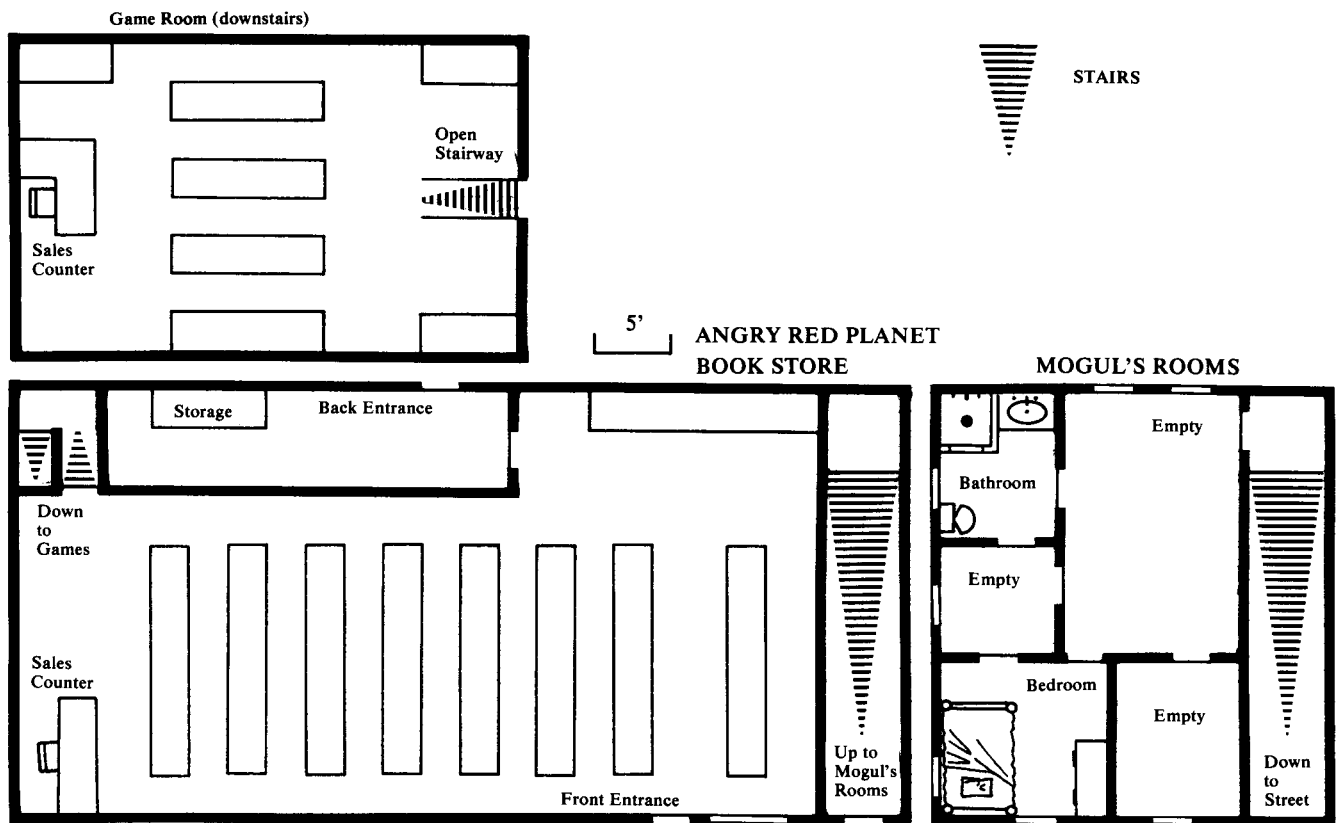 Game Room (downstairs)
STAIRS
Open
Stairway
Sales
Counter
5'
ANGRY RED PLANET
BOOK STORE
MOGUL'S ROOMS
Storage
Back Entrance
Empty
Bathroom
Down
to
Games
Empty
Sales
Counter
Bedroom
Empty
Up to
Mogul's
Rooms
Down
to
Street
Front Entrance